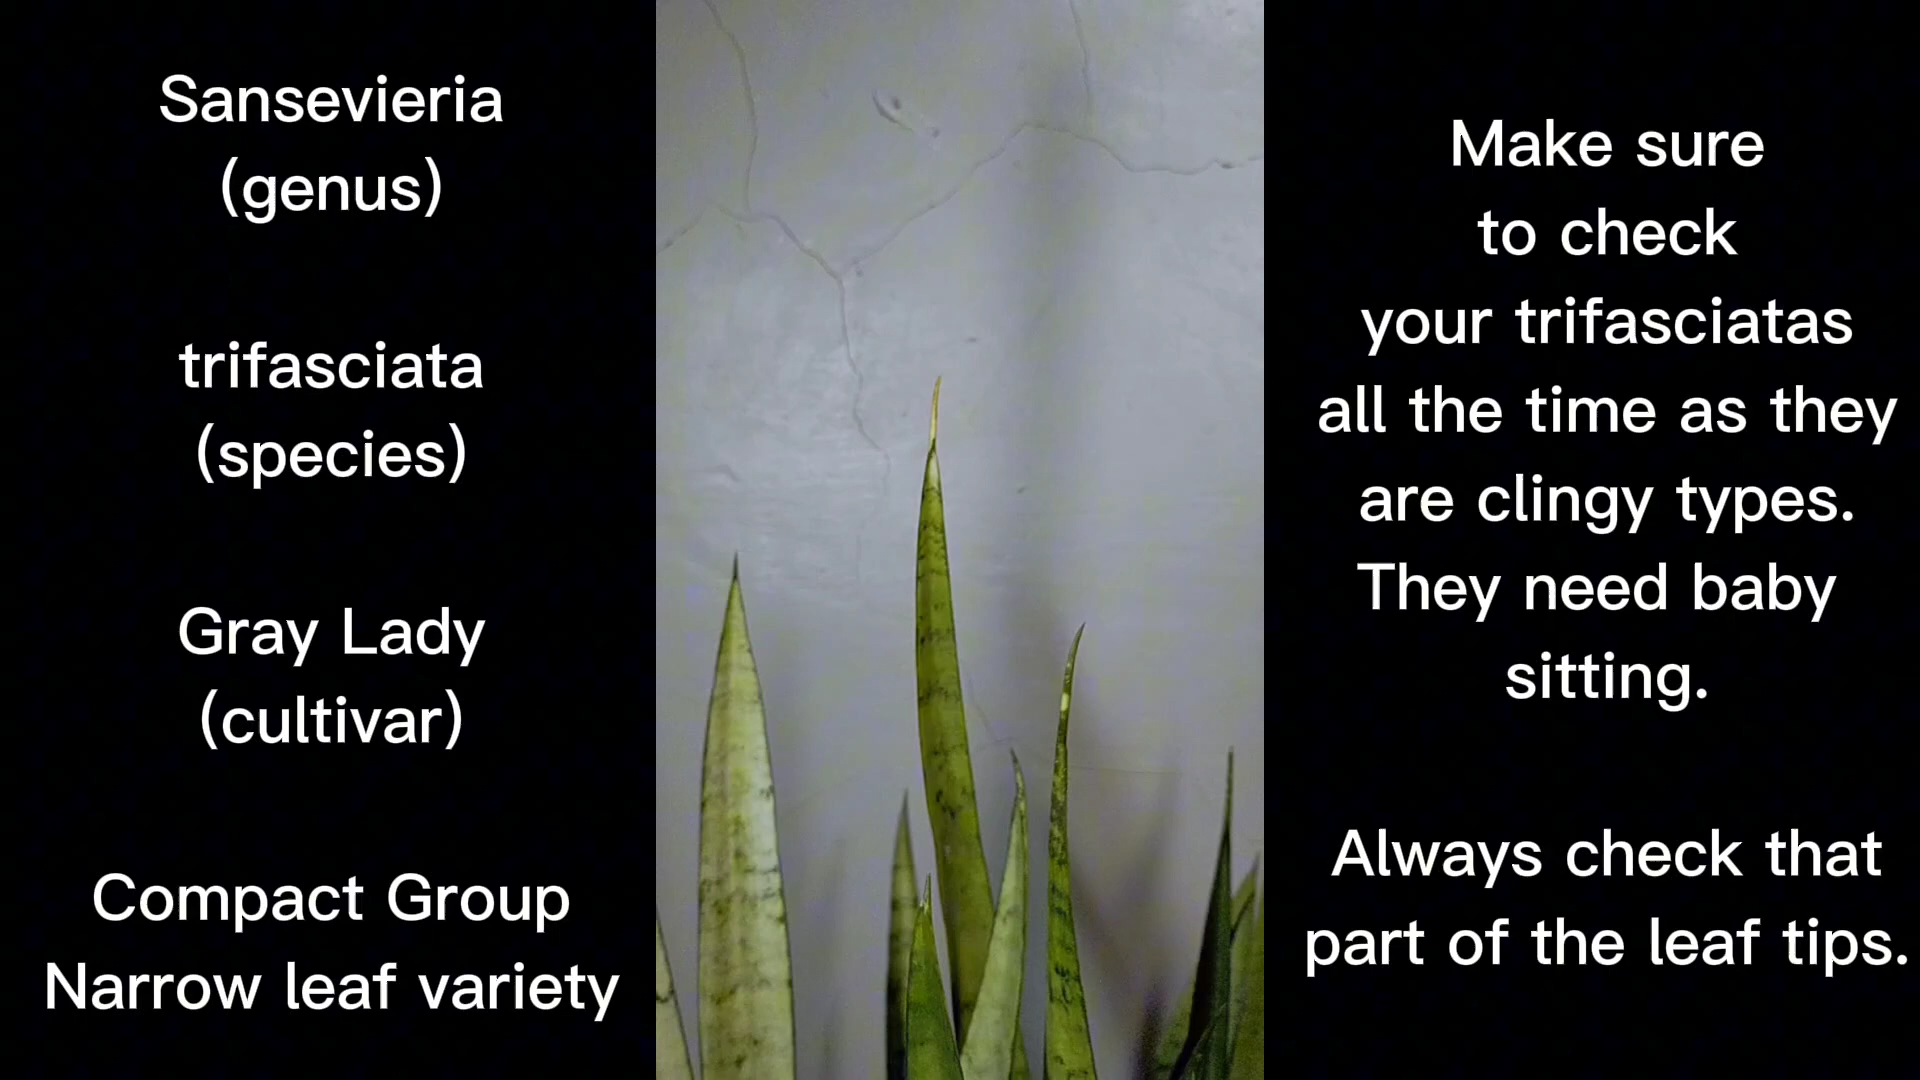 Sansevieria
(genus)
trifasciata
(species)
Gray Lady
(cultivar)
Compact Group
Narrow leaf variety
Make sure
to check
your trifasciatas
all the time as they
are clingy types.
They need baby
sitting.
Always check that
part of the leaf tips.